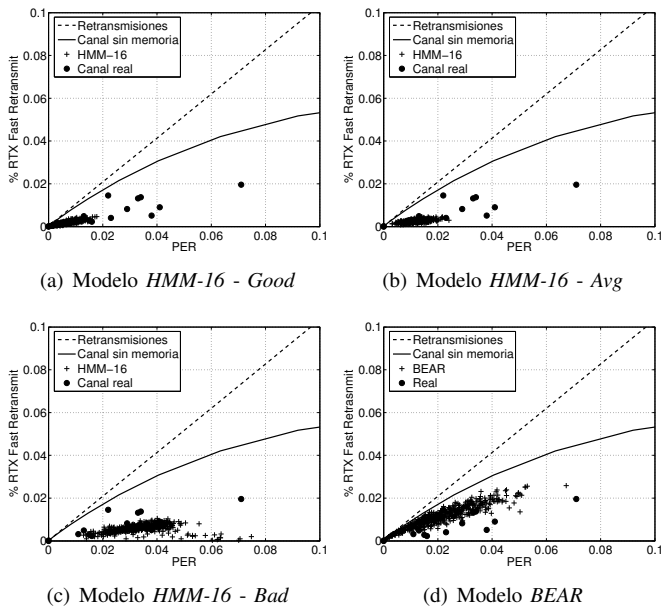 0.1
0.08
0.06
0.04
0.02
0
0 0.02 0.04 0.06 0.08 0.1
PER
% RTX Fast Retransmit
Retransmisiones
Canal sin memoria
HMM−16
Canal real
(a) Modelo HMM-16 - Good
0.1
0.08
0.06
0.04
0.02
0
0 0.02 0.04 0.06 0.08 0.1
PER
% RTX Fast Retransmit
Retransmisiones
Canal sin memoria
HMM−16
Canal real
(b) Modelo HMM-16 - Avg
0.1
0.08
0.06
0.04
0.02
0
0 0.02 0.04 0.06 0.08 0.1
PER
% RTX Fast Retransmit
Retransmisiones
Canal sin memoria
HMM−16
Canal real
(c) Modelo HMM-16 - Bad
0.1
0.08
0.06
0.04
0.02
0
0 0.02 0.04 0.06 0.08 0.1
PER
% RTX Fast Retransmit
Retransmisiones
Canal sin memoria
BEAR
Real
(d) Modelo BEAR